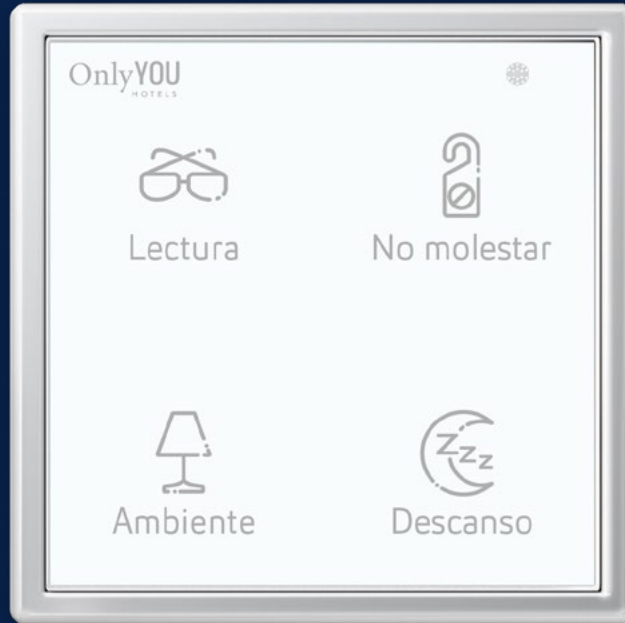 OnlyYOU
HOTELS
Lectura
No molestar
Ambiente
Descanso